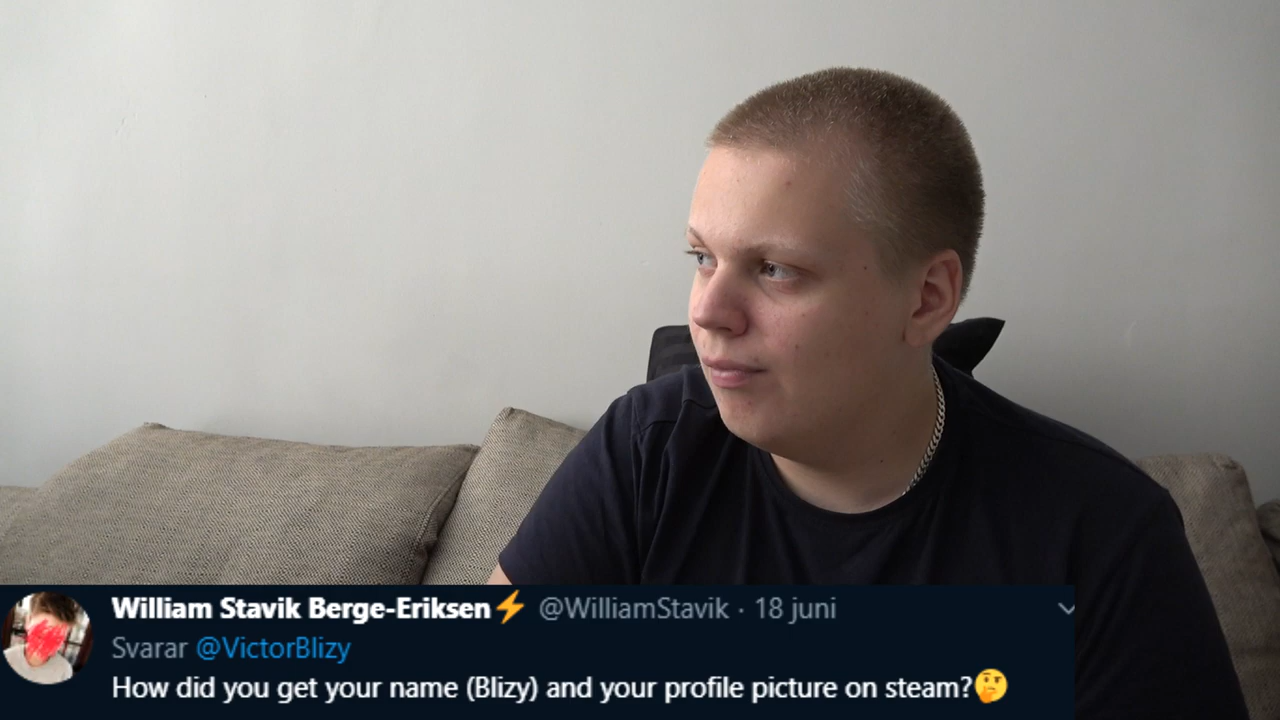 William Stavik Berge-Eriksen⚡ @WilliamStavik · 18 juni
Svarar @VictorBlizy
How did you get your name (Blizy) and your profile picture on steam?🤔